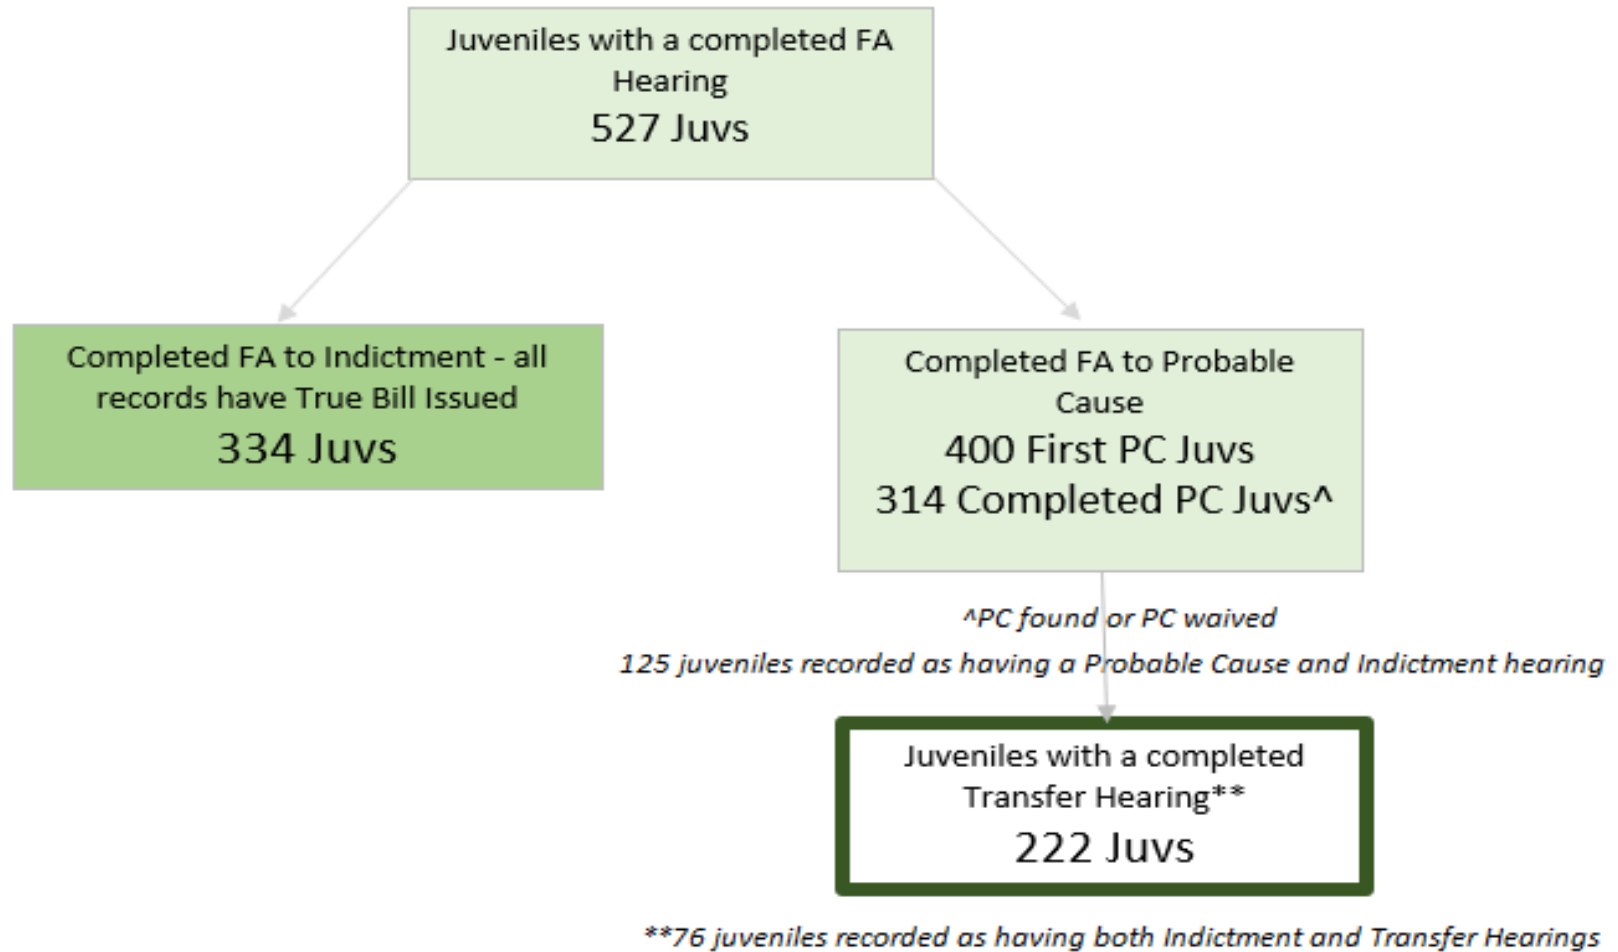 Juveniles with a completed FA
Hearing
527 Juvs
Completed FA to Indictment - all
records have True Bill Issued
334 Juvs
Completed FA to Probable
Cause
400 First PC Juvs
314 Completed PC Juvs^
^PC found or PC waived
125 juveniles recorded as having a Probable Cause and Indictment hearing
Juveniles with a completed
Transfer Hearing**
222 Juvs
**76 juveniles recorded as having both Indictment and Transfer Hearings